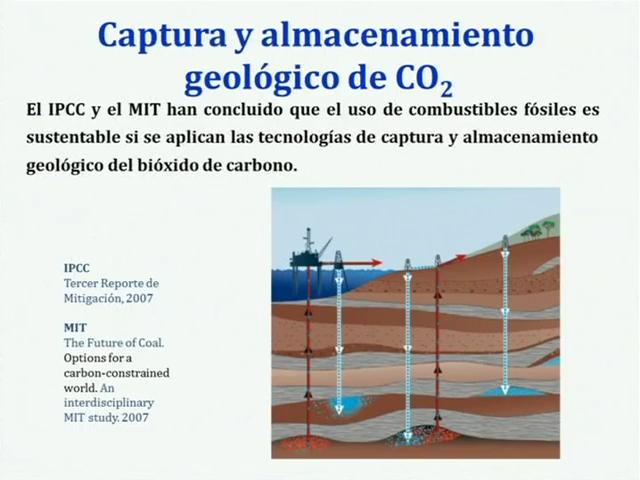 Captura y almacenamiento
geológico de CO₂
El IPCC y el MIT han concluido que el uso de combustibles fósiles es
sustentable si se aplican las tecnologías de captura y almacenamiento
geológico del bióxido de carbono.
IPCC
Tercer Reporte de
Mitigación, 2007
MIT
The Future of Coal.
Options for a
carbon-constrained
world. An
interdisciplinary
MIT study. 2007